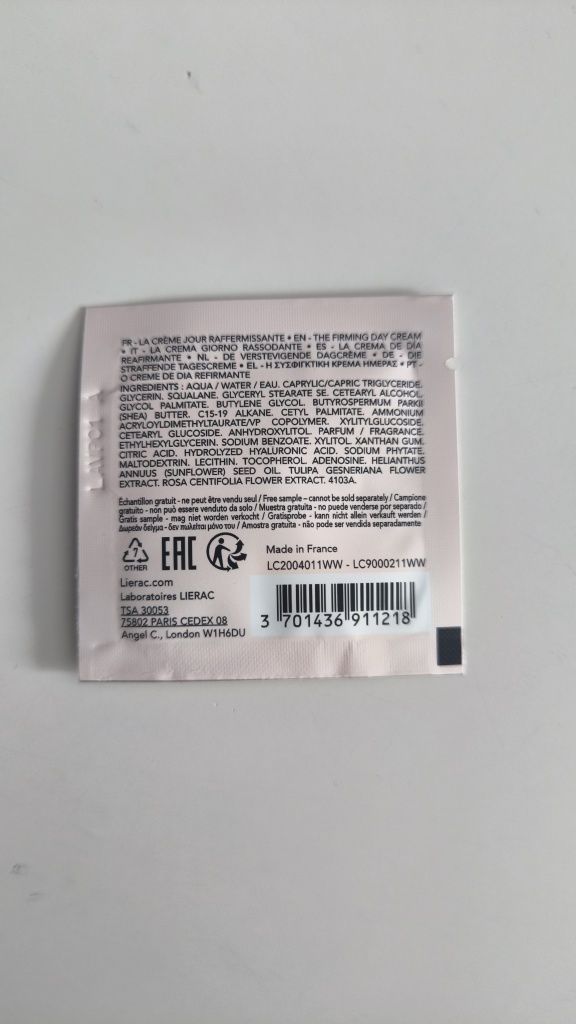 FR - LA CRÈME JOUR RAFFERMISSANTE * EN - THE FIRMING DAY CREAM
* IT - LA CREMA GIORNO RASSODANTE * ES - LA CREMA DE DÍA
REAFIRMANTE * NL - DE VERSTEVIGENDE DAGCRÈME * DE - DIE
STRAFFENDE TAGESCREME * EL - Η ΣΥΣΦΙΓΚΤΙΚΗ ΚΡΕΜΑ ΗΜΕΡΑΣ * PT -
O CREME DE DIA REFIRMANTE
INGREDIENTS : AQUA / WATER / EAU. CAPRYLIC/CAPRIC TRIGLYCERIDE.
GLYCERIN. SQUALANE. GLYCERYL STEARATE SE. CETEARYL ALCOHOL.
GLYCOL PALMITATE. BUTYLENE GLYCOL. BUTYROSPERMUM PARKII
(SHEA) BUTTER. C15-19 ALKANE. CETYL PALMITATE. AMMONIUM
ACRYLOYLDIMETHYLTAURATE/VP COPOLYMER. XYLITYLGLUCOSIDE.
CETEARYL GLUCOSIDE. ANHYDROXYLITOL. PARFUM / FRAGRANCE.
ETHYLHEXYLGLYCERIN. SODIUM BENZOATE. XYLITOL. XANTHAN GUM.
CITRIC ACID. HYDROLYZED HYALURONIC ACID. SODIUM PHYTATE.
MALTODEXTRIN. LECITHIN. TOCOPHEROL. ADENOSINE. HELIANTHUS
ANNUUS (SUNFLOWER) SEED OIL. TULIPA GESNERIANA FLOWER
EXTRACT. ROSA CENTIFOLIA FLOWER EXTRACT. 4103A.
Échantillon gratuit - ne peut être vendu seul / Free sample – cannot be sold separately / Campione
gratuito - non può essere venduto da solo / Muestra gratuita - no puede venderse por separado /
Gratis sample - mag niet worden verkocht / Gratisprobe - kann nicht allein verkauft werden /
Δωρεάν δείγμα - δεν πωλείται μόνο του / Amostra gratuita - não pode ser vendida separadamente
7
OTHER
EAC
Made in France
LC2004011WW - LC9000211WW
Lierac.com
Laboratoires LIERAC
TSA 30053
75802 PARIS CEDEX 08
Angel C., London W1H6DU
3 701436 911218